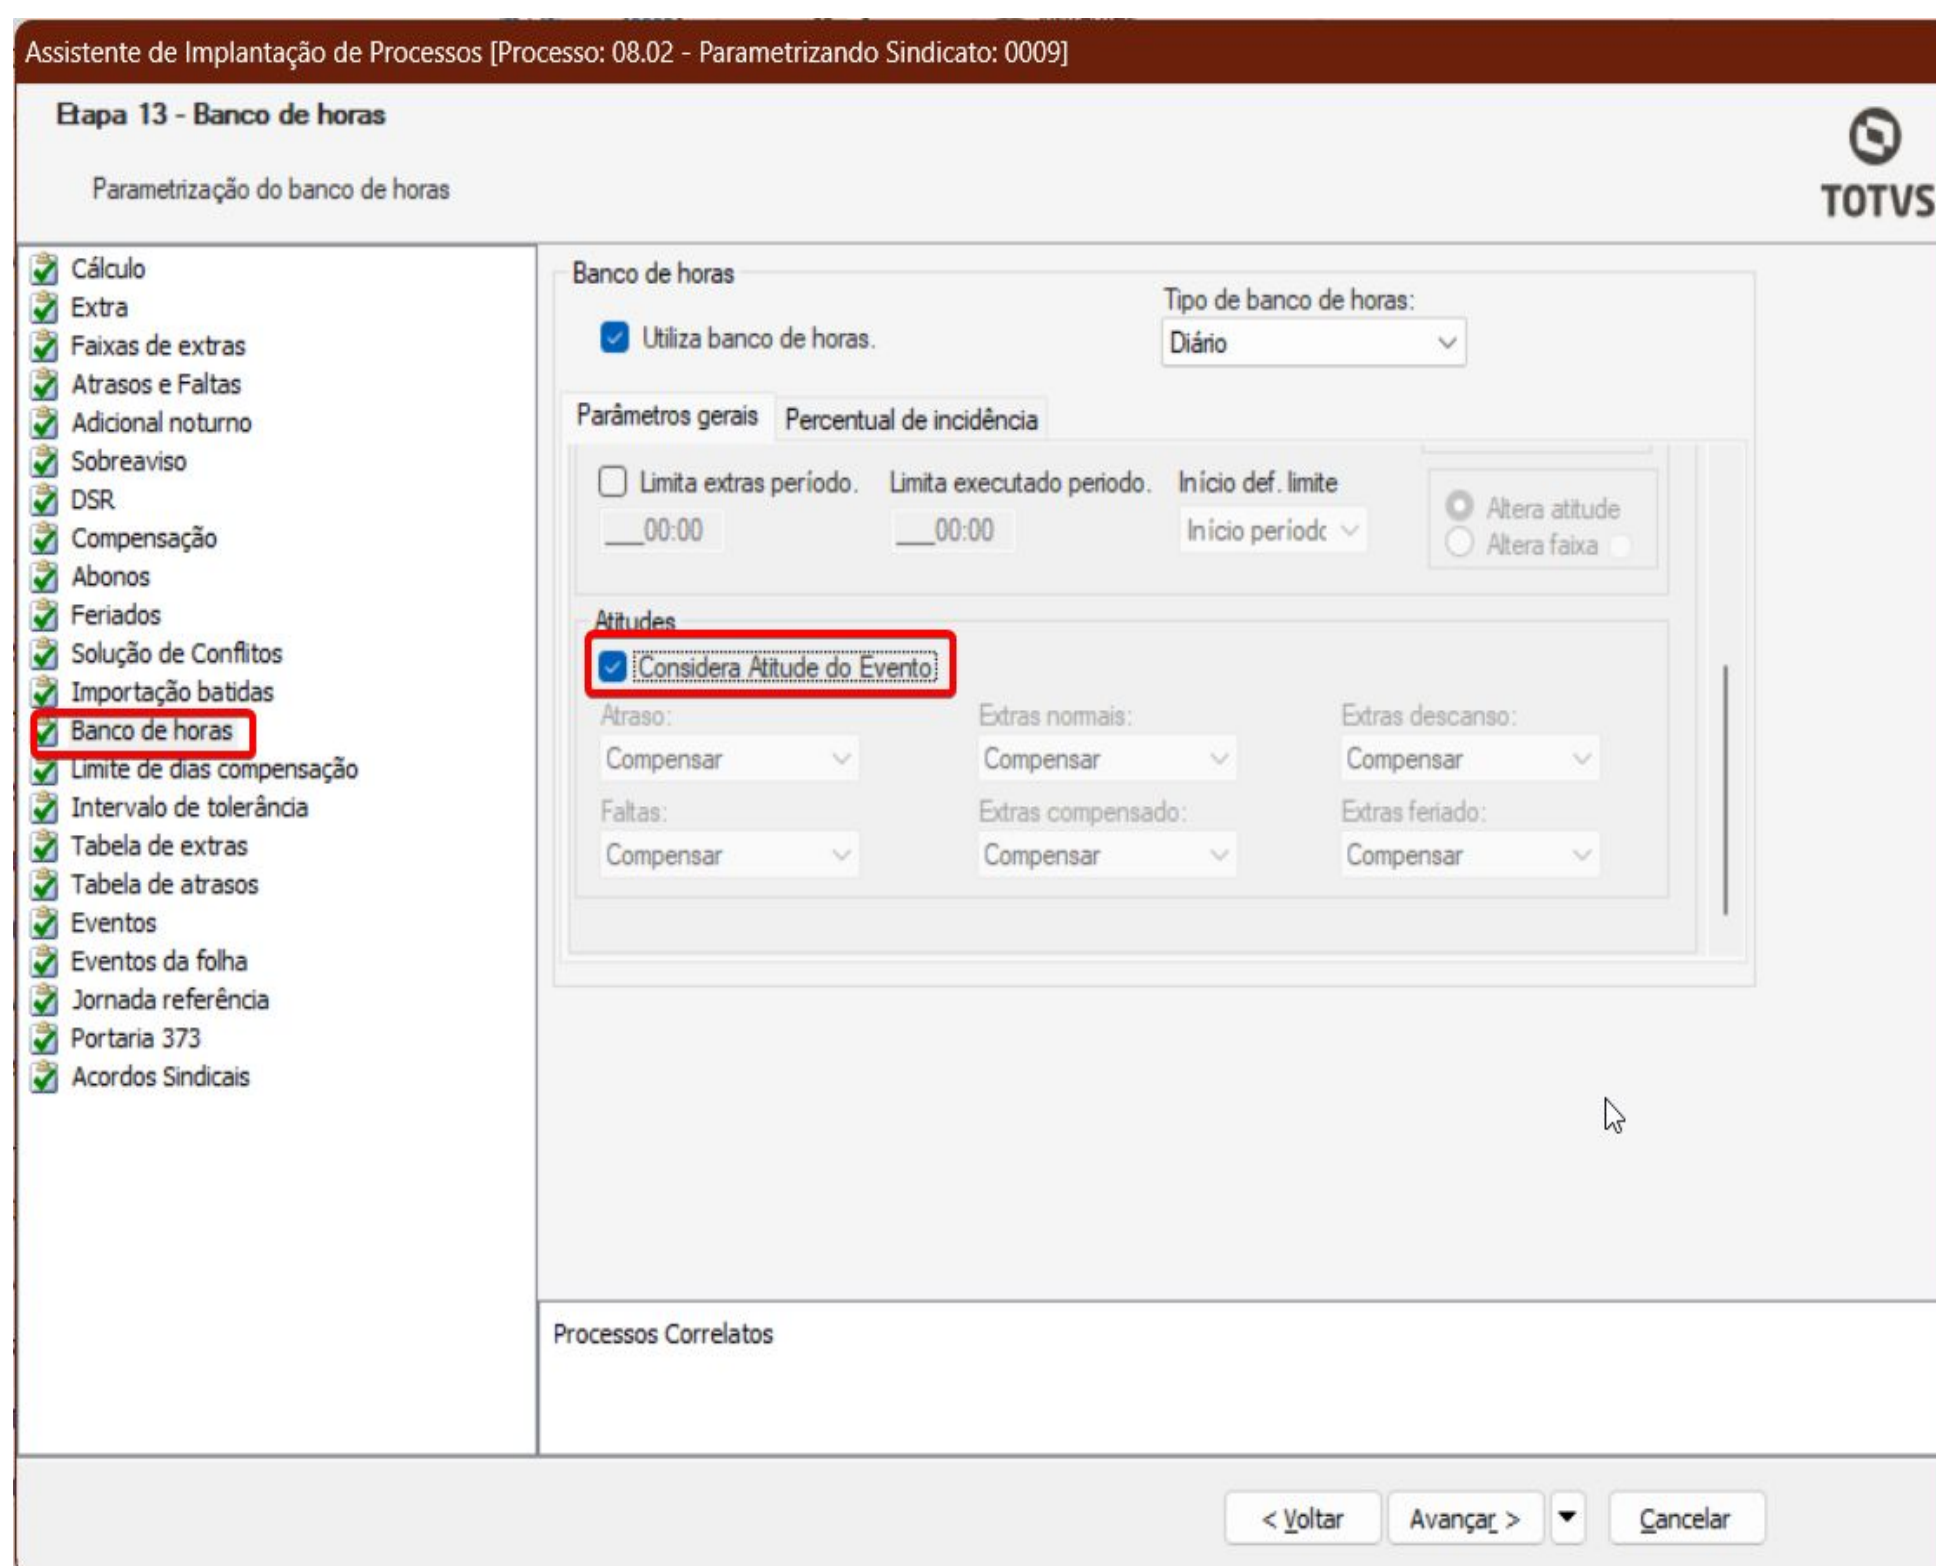 Assistente de Implantação de Processos [Processo: 08.02 - Parametrizando Sindicato: 0009]
Etapa 13 - Banco de horas
Parametrização do banco de horas
TOTVS
Cálculo
Extra
Faixas de extras
Atrasos e Faltas
Adicional noturno
Sobreaviso
DSR
Compensação
Abonos
Feriados
Solução de Conflitos
Importação batidas
Banco de horas
Limite de dias compensação
Intervalo de tolerância
Tabela de extras
Tabela de atrasos
Eventos
Eventos da folha
Jornada referência
Portaria 373
Acordos Sindicais
Banco de horas
Utiliza banco de horas.
Tipo de banco de horas:
Diário
Parâmetros gerais Percentual de incidência
Limita extras período. Limita executado periodo. Início def. limite
___00:00 ___00:00 Início períod
Altera atitude
Altera faixa
Atitudes
Considera Atitude do Evento
Atraso: Extras normais: Extras descanso:
Compensar Compensar Compensar
Faltas: Extras compensado: Extras feriado:
Compensar Compensar Compensar
Processos Correlatos
< Voltar Avançar > Cancelar